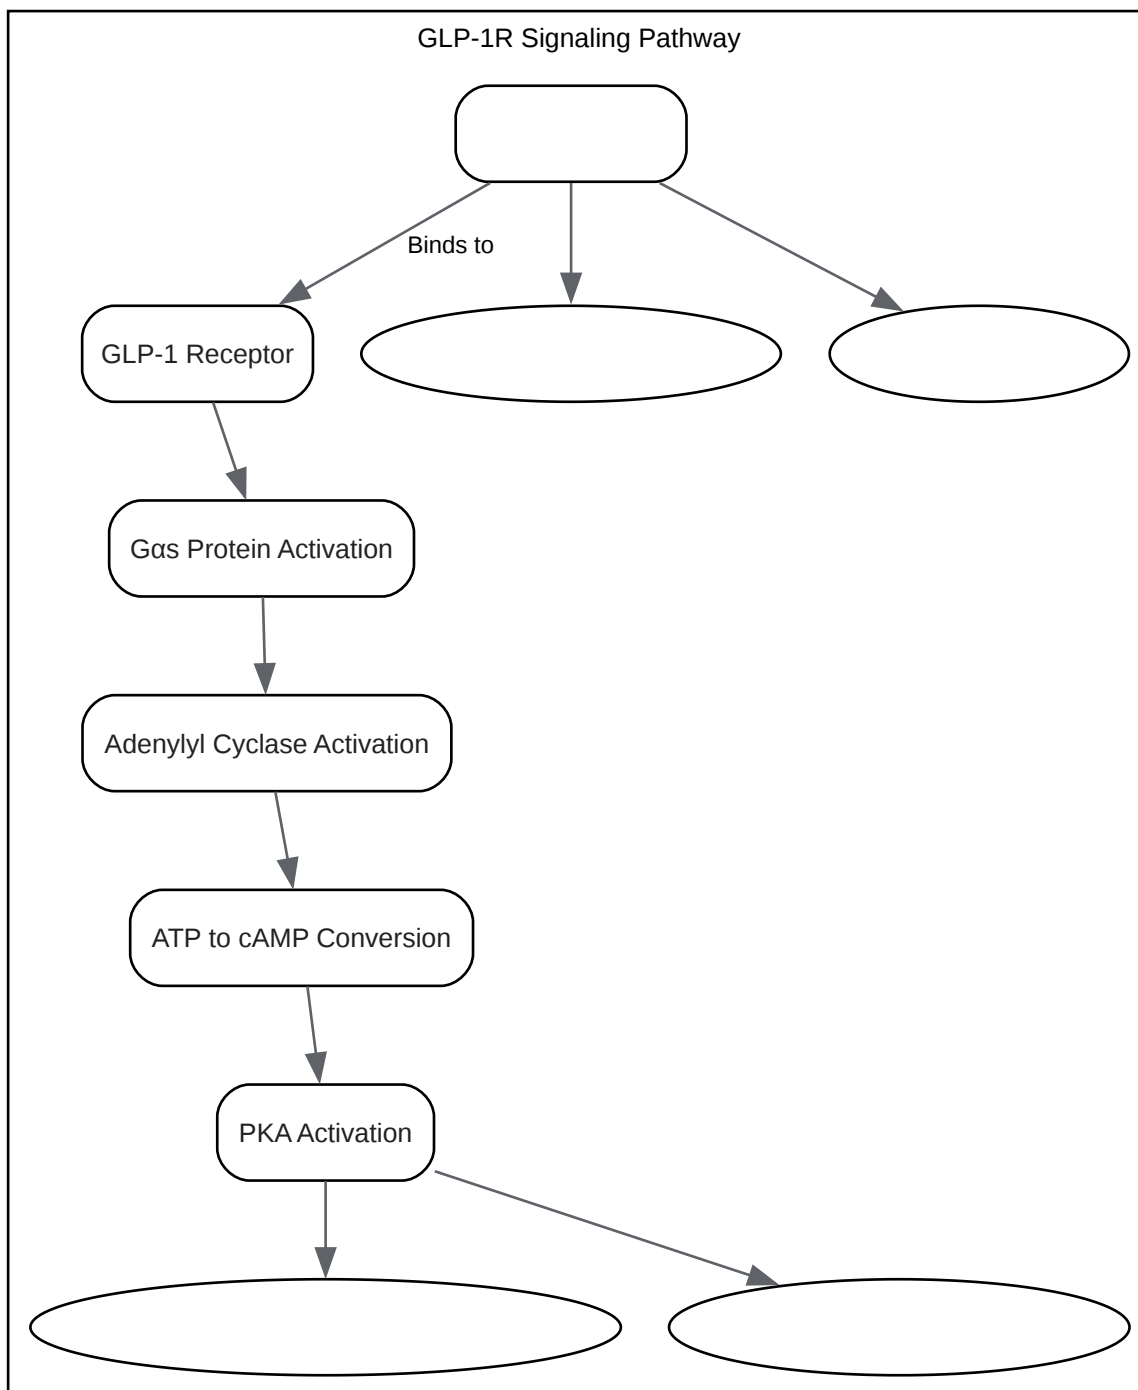 GLP-1R Signaling Pathway
Binds to
GLP-1 Receptor
Gαs Protein Activation
Adenylyl Cyclase Activation
ATP to cAMP Conversion
PKA Activation